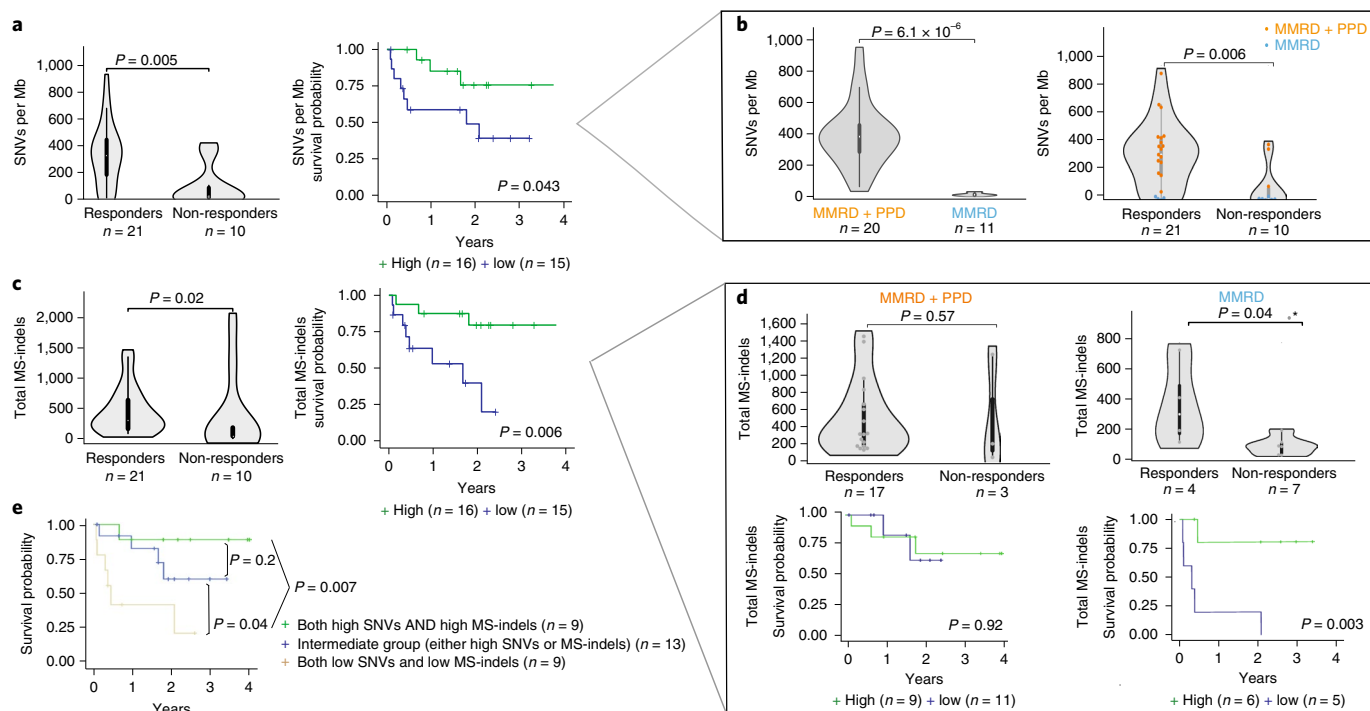 a
SNVs per Mb
1,000
800
600
400
200
0
P = 0.005
Responders
n = 21
Non-responders
n = 10
SNVs per Mb
survival probability
1.00
0.75
0.50
0.25
0.00
P = 0.043
0 1 2 3 4
Years
+ High (n = 16) + low (n = 15)
b
SNVs per Mb
1,000
800
600
400
200
0
P = 6.1 × 10⁻⁶
MMRD + PPD
n = 20
MMRD
n = 11
MMRD + PPD
MMRD
SNVs per Mb
1,000
800
600
400
200
0
P = 0.006
Responders
n = 21
Non-responders
n = 10
c
Total MS-indels
2,000
1,500
1,000
500
0
P = 0.02
Responders
n = 21
Non-responders
n = 10
Total MS-indels
survival probability
1.00
0.75
0.50
0.25
0.00
P = 0.006
0 1 2 3 4
Years
+ High (n = 16) + low (n = 15)
d
MMRD + PPD
Total MS-indels
1,600
1,400
1,200
1,000
800
600
400
200
0
P = 0.57
Responders
n = 17
Non-responders
n = 3
MMRD
Total MS-indels
800
600
400
200
0
P = 0.04
*
Responders
n = 4
Non-responders
n = 7
Total MS-indels
survival probability
1.00
0.75
0.50
0.25
0.00
P = 0.92
0 1 2 3 4
Years
+ High (n = 9) + low (n = 11)
Total MS-indels
survival probability
1.00
0.75
0.50
0.25
0.00
P = 0.003
0 1 2 3 4
Years
+ High (n = 6) + low (n = 5)
e
Survival probability
1.00
0.75
0.50
0.25
0.00
P = 0.2
P = 0.04
P = 0.007
0 1 2 3 4
Years
+ Both high SNVs AND high MS-indels (n = 9)
+ Intermediate group (either high SNVs or MS-indels) (n = 13)
+ Both low SNVs and low MS-indels (n = 9)